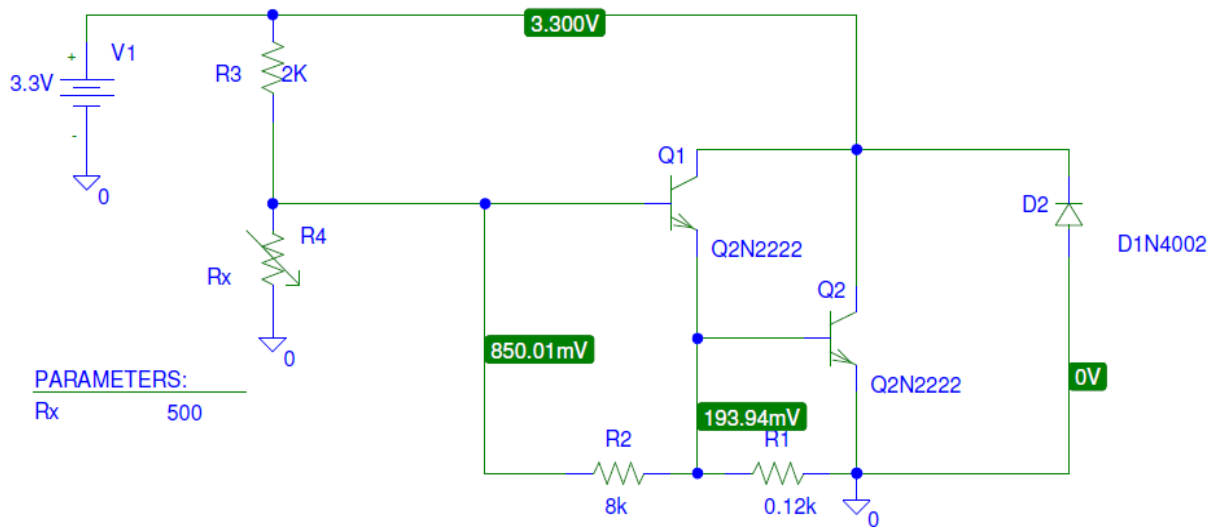 3.300V
+
V1
3.3V
-
0
R3
2K
Q1
Q2N2222
D2
D1N4002
R4
Rx
0
Q2
Q2N2222
850.01mV
0V
PARAMETERS:
Rx 500
193.94mV
R2
8k
R1
0.12k
0